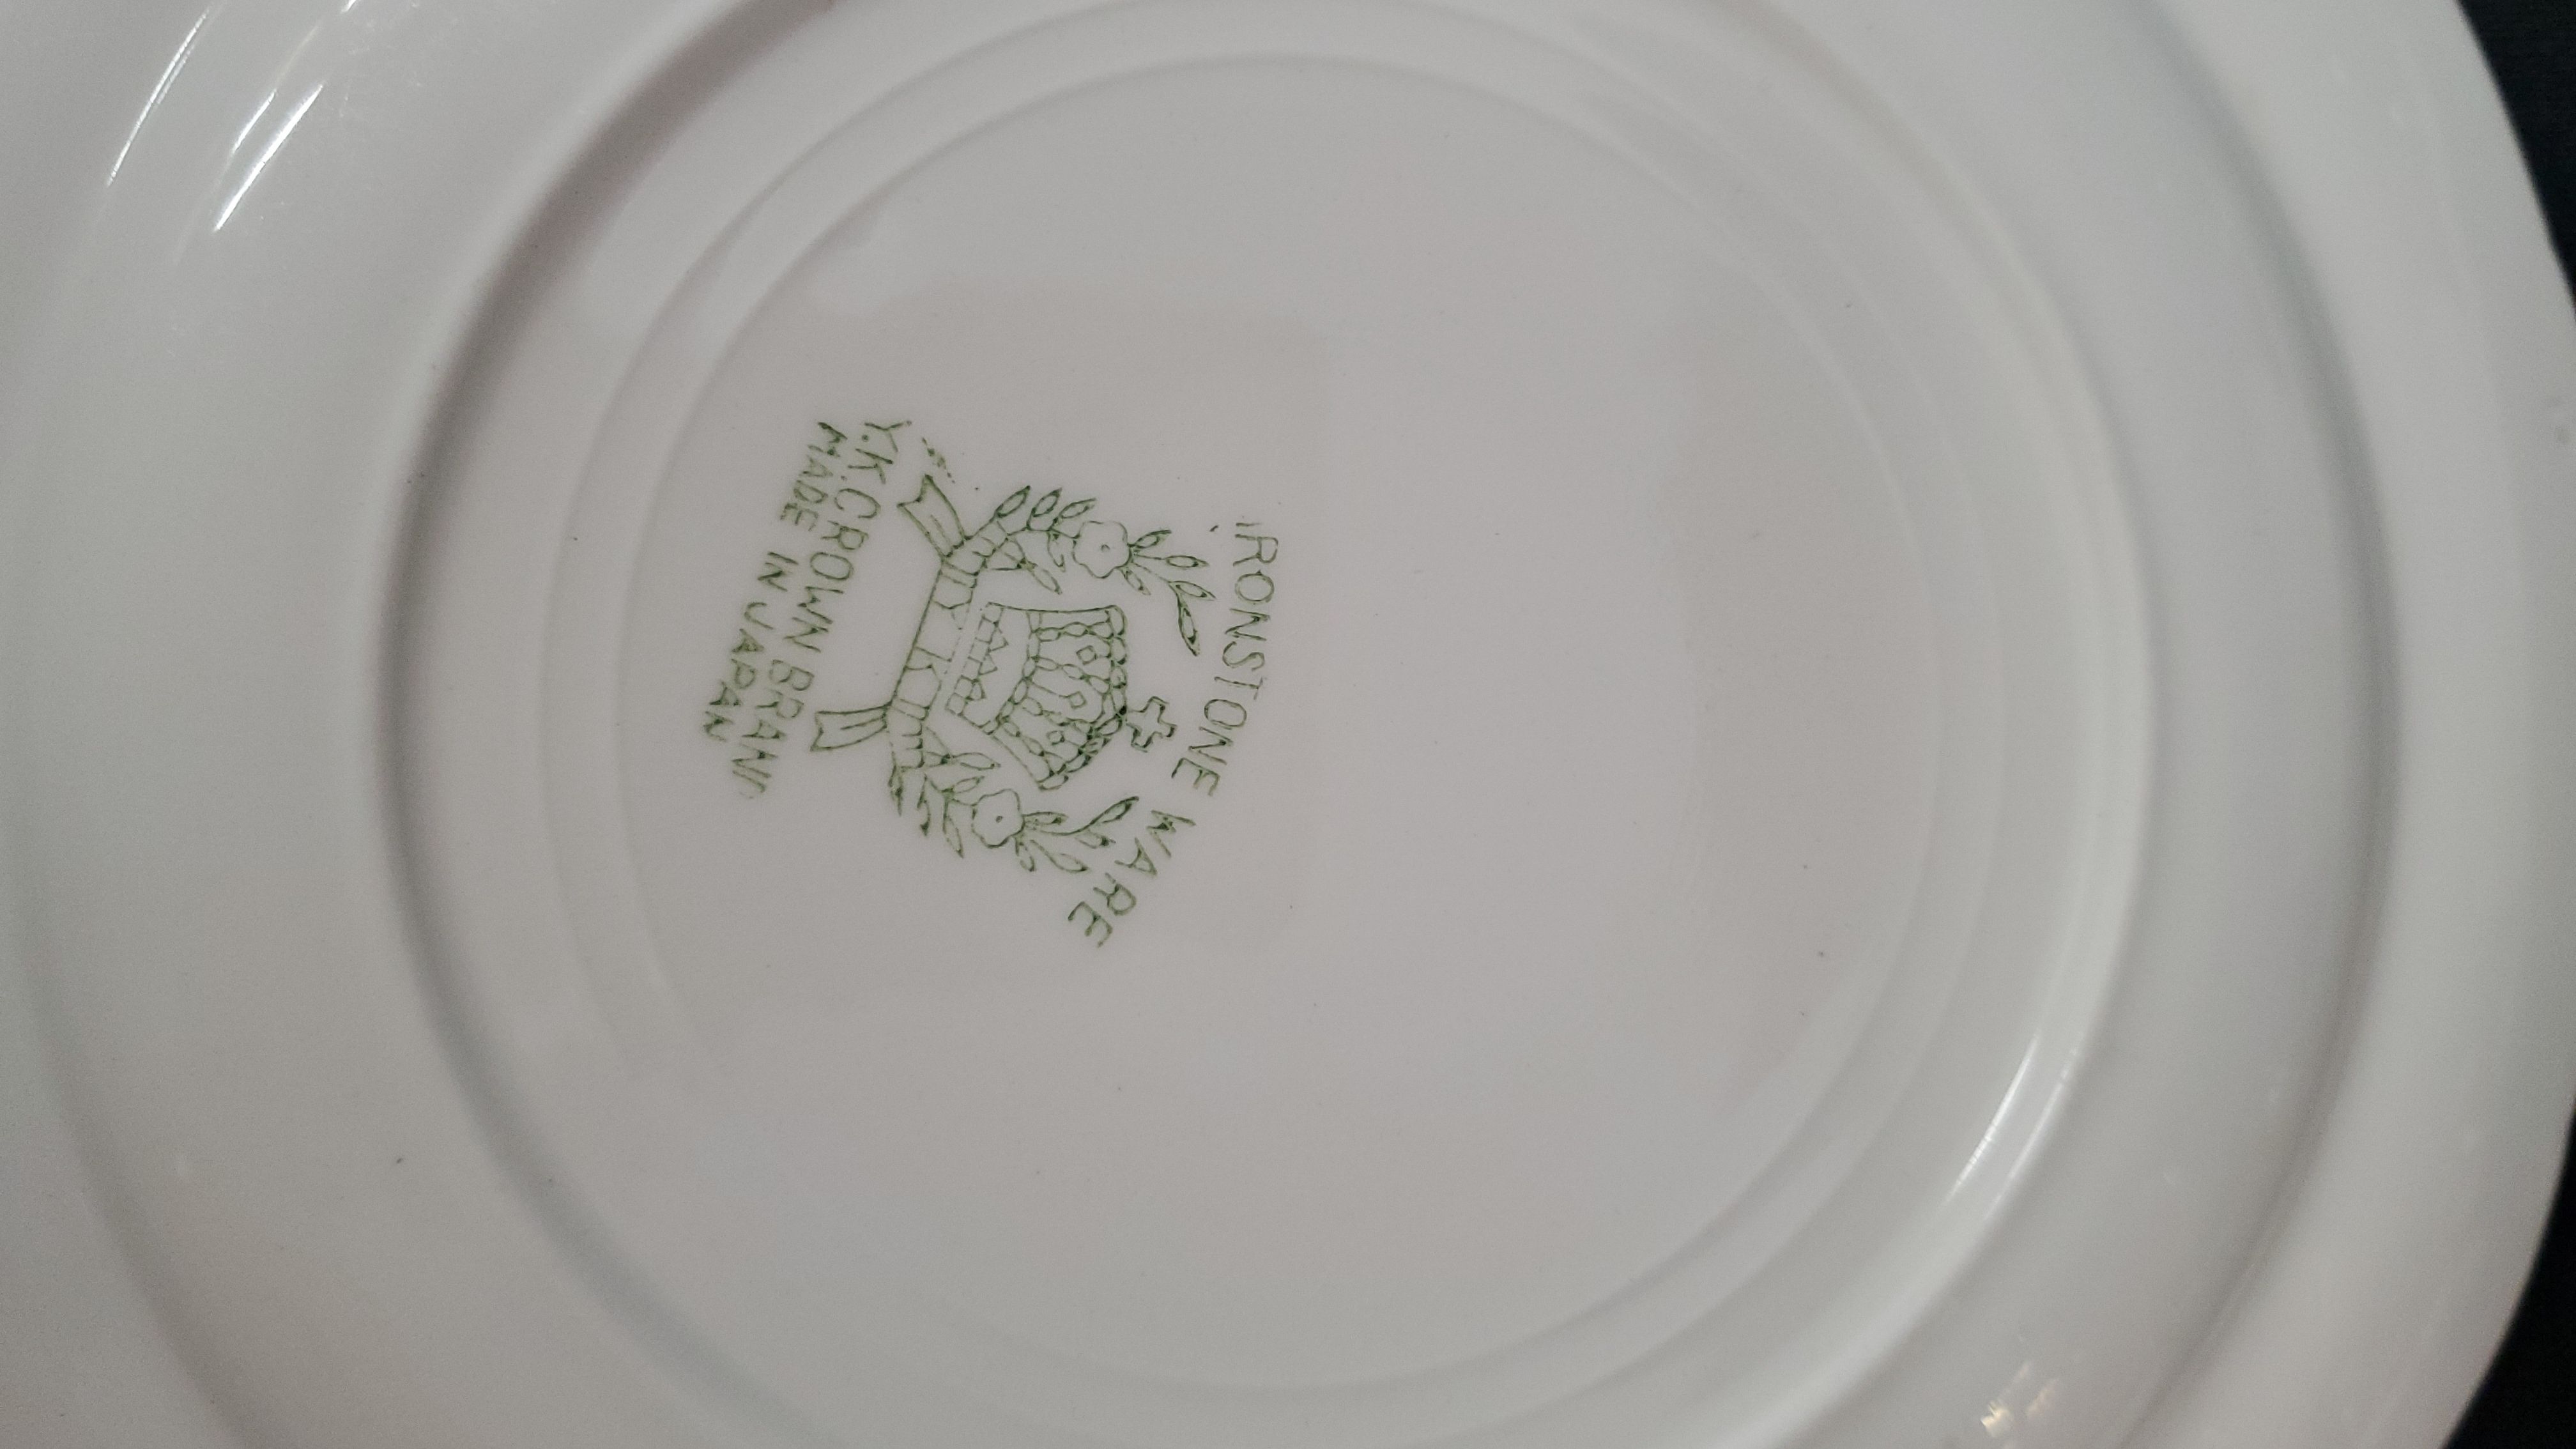 IRONSTONE WARE
Y K
Y.K. CROWN BRAND
MADE IN JAPAN